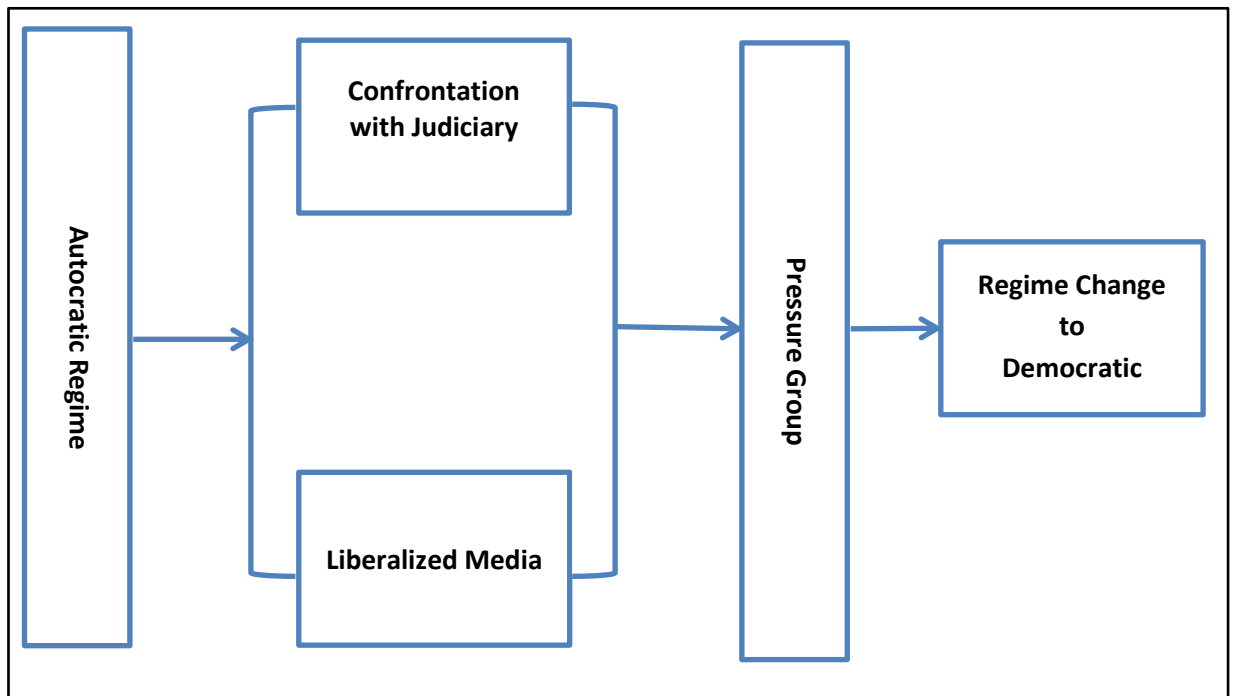 Autocratic Regime
Confrontation
with Judiciary
Liberalized Media
Pressure Group
Regime Change
to
Democratic